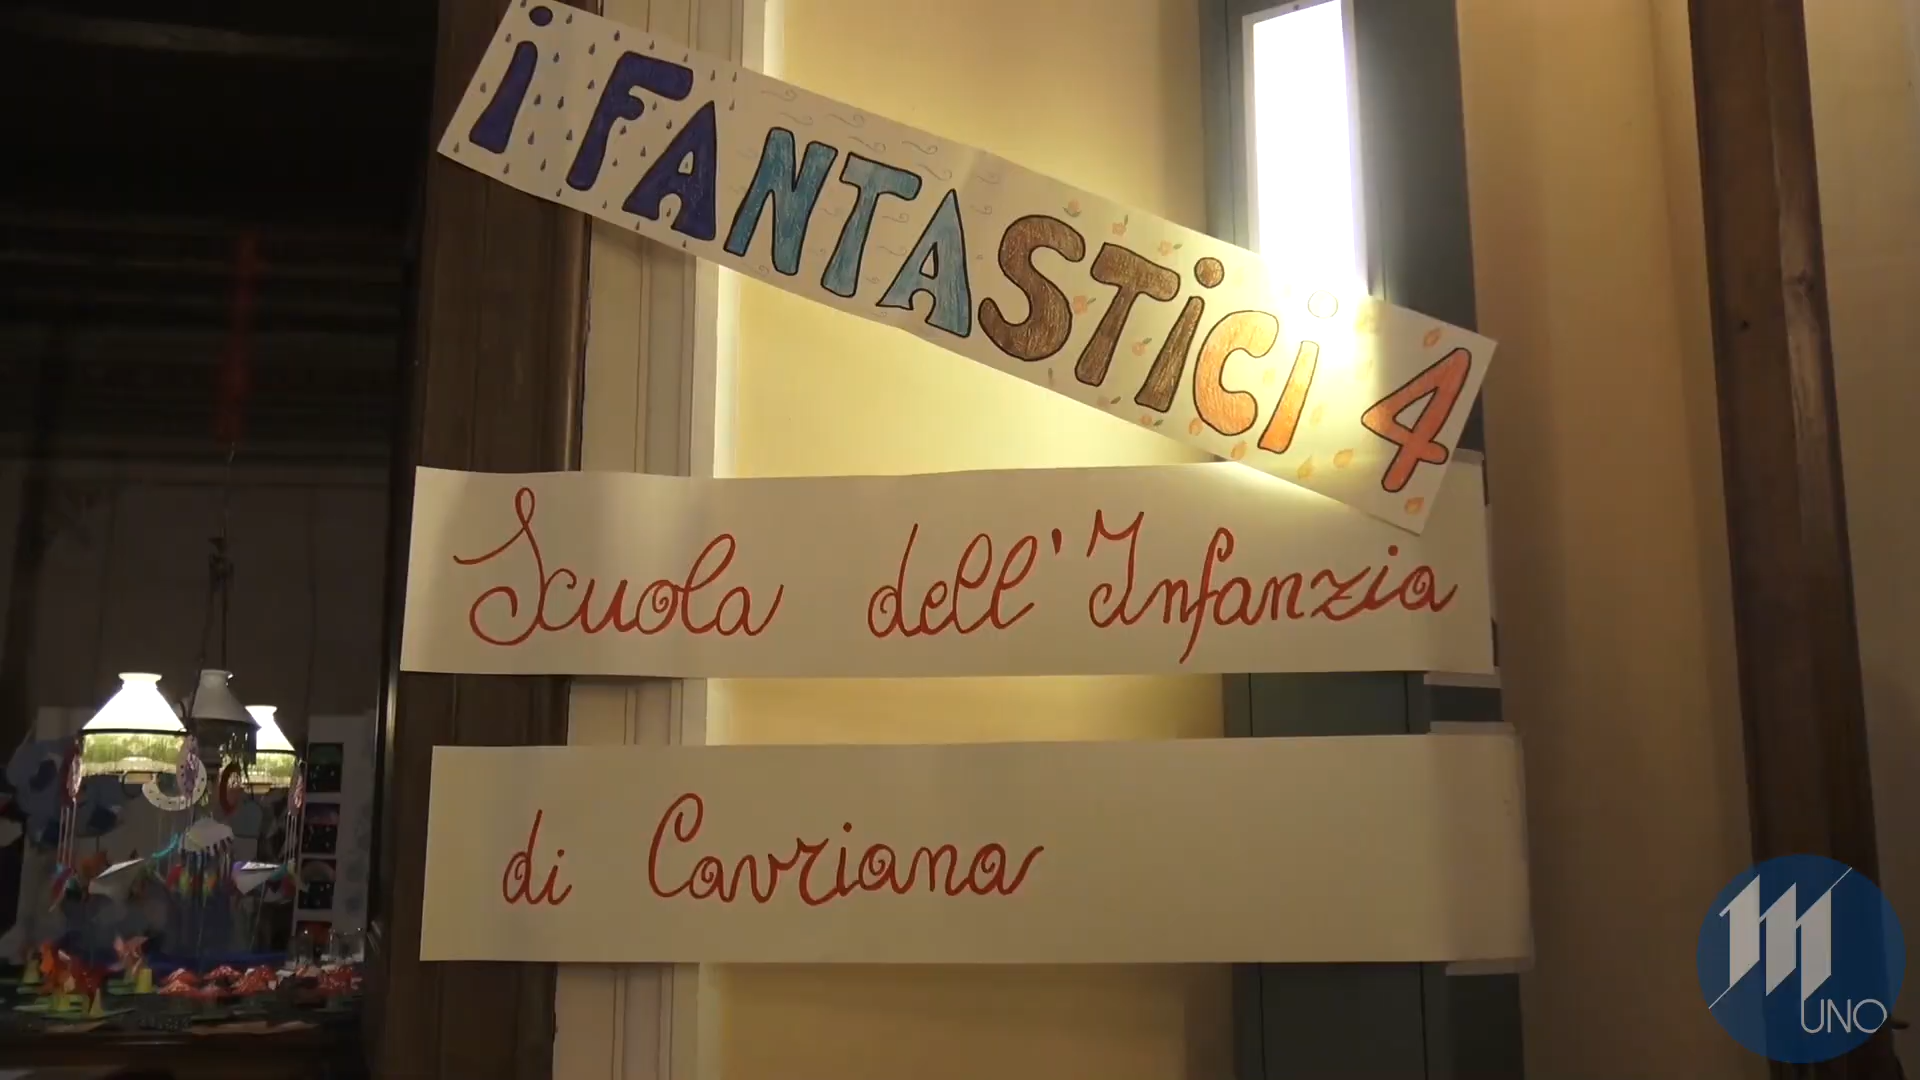 i FANTASTiCi 4
Scuola dell'Infanzia
di Cavriana
M
UNO